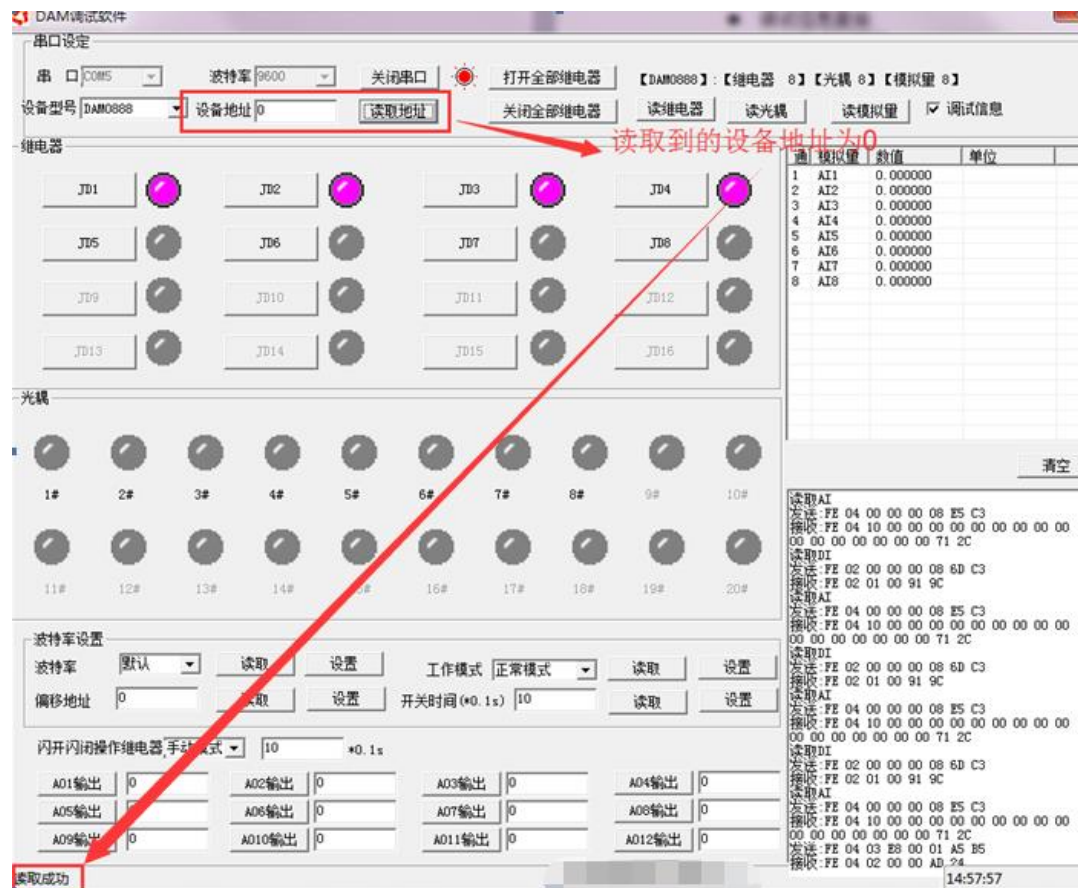 DAM调试软件
串口设定
串 口 COM5 波特率 9600 关闭串口 打开全部继电器 【DAM0888】:【继电器 8】【光耦 8】【模拟量 8】
设备型号 DAM0888 设备地址 0 读取地址 关闭全部继电器 读继电器 读光耦 读模拟量 调试信息
读取到的设备地址为0
继电器
JD1 JD2 JD3 JD4
JD5 JD6 JD7 JD8
JD9 JD10 JD11 JD12
JD13 JD14 JD15 JD16
通 模拟量 数值 单位
1 AI1 0.000000
2 AI2 0.000000
3 AI3 0.000000
4 AI4 0.000000
5 AI5 0.000000
6 AI6 0.000000
7 AI7 0.000000
8 AI8 0.000000
光耦
1# 2# 3# 4# 5# 6# 7# 8# 9# 10#
11# 12# 13# 14# 16# 17# 18# 19# 20#
清空
读取AI
发送:FE 04 00 00 00 08 E5 C3
接收:FE 04 10 00 00 00 00 00 00 00 00 00
00 00 00 00 00 00 00 71 2C
读取DI
发送:FE 02 00 00 00 08 6D C3
接收:FE 02 01 00 91 9C
读取AI
发送:FE 04 00 00 00 08 E5 C3
接收:FE 04 10 00 00 00 00 00 00 00 00 00
00 00 00 00 00 00 00 71 2C
读取DI
发送:FE 02 00 00 00 08 6D C3
接收:FE 02 01 00 91 9C
读取AI
发送:FE 04 00 00 00 08 E5 C3
接收:FE 04 10 00 00 00 00 00 00 00 00 00
00 00 00 00 00 00 00 71 2C
读取DI
发送:FE 02 00 00 00 08 6D C3
接收:FE 02 01 00 91 9C
读取AI
发送:FE 04 00 00 00 08 E5 C3
接收:FE 04 10 00 00 00 00 00 00 00 00 00
00 00 00 00 00 00 00 71 2C
发送:FE 04 03 E8 00 01 A5 B5
接收:FE 04 02 00 00 AD 24
波特率设置
波特率 默认 读取 设置 工作模式 正常模式 读取 设置
偏移地址 0 读取 设置 开关时间(*0.1s) 10 读取 设置
闪开闪闭操作继电器 手动模式 10 *0.1s
A01输出 0 A02输出 0 A03输出 0 A04输出 0
A05输出 A06输出 0 A07输出 0 A08输出 0
A09输出 0 A010输出 0 A011输出 0 A012输出 0
读取成功 14:57:57